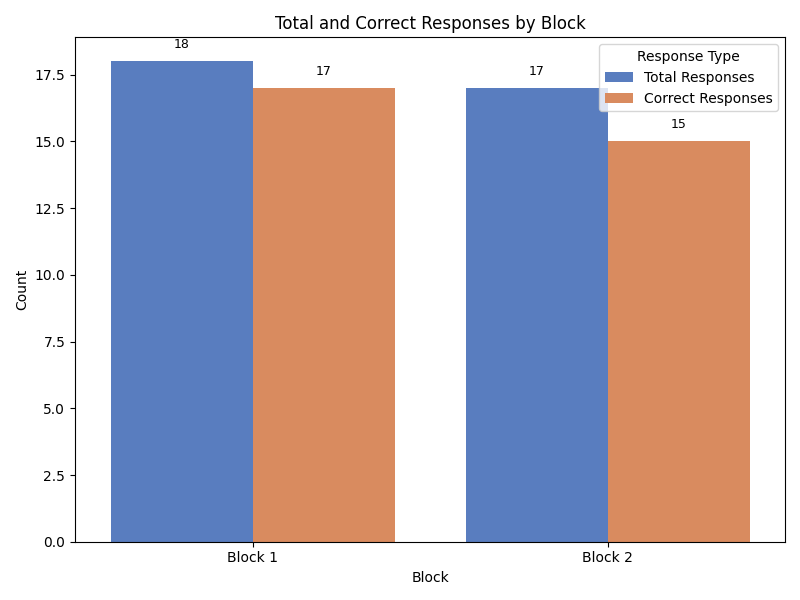 Total and Correct Responses by Block
18
17
17
15
Response Type
Total Responses
Correct Responses
17.5
15.0
12.5
10.0
7.5
5.0
2.5
0.0
Count
Block 1
Block 2
Block